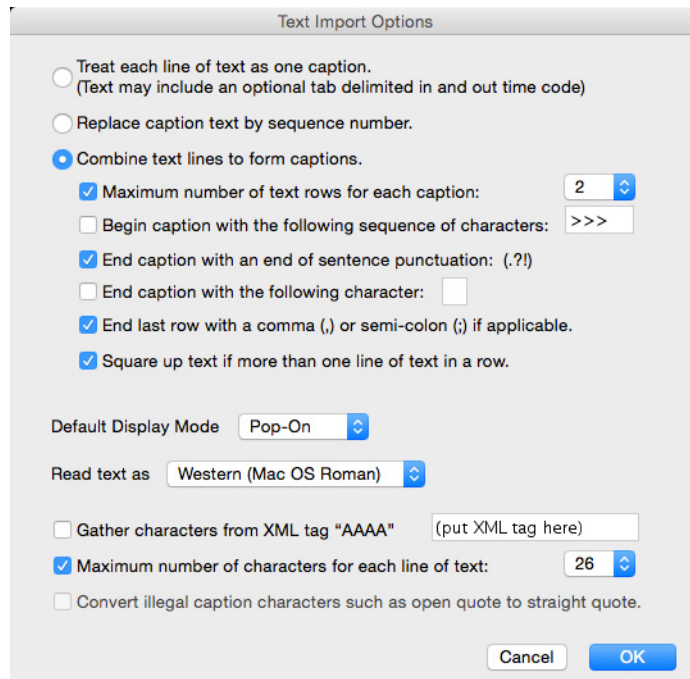 Text Import Options
Treat each line of text as one caption.
(Text may include an optional tab delimited in and out time code)
Replace caption text by sequence number.
Combine text lines to form captions.
Maximum number of text rows for each caption: 2
Begin caption with the following sequence of characters: >>>
End caption with an end of sentence punctuation: (.?!)
End caption with the following character:
End last row with a comma (,) or semi-colon (;) if applicable.
Square up text if more than one line of text in a row.
Default Display Mode Pop-On
Read text as Western (Mac OS Roman)
Gather characters from XML tag “AAAA” (put XML tag here)
Maximum number of characters for each line of text: 26
Convert illegal caption characters such as open quote to straight quote.
Cancel OK